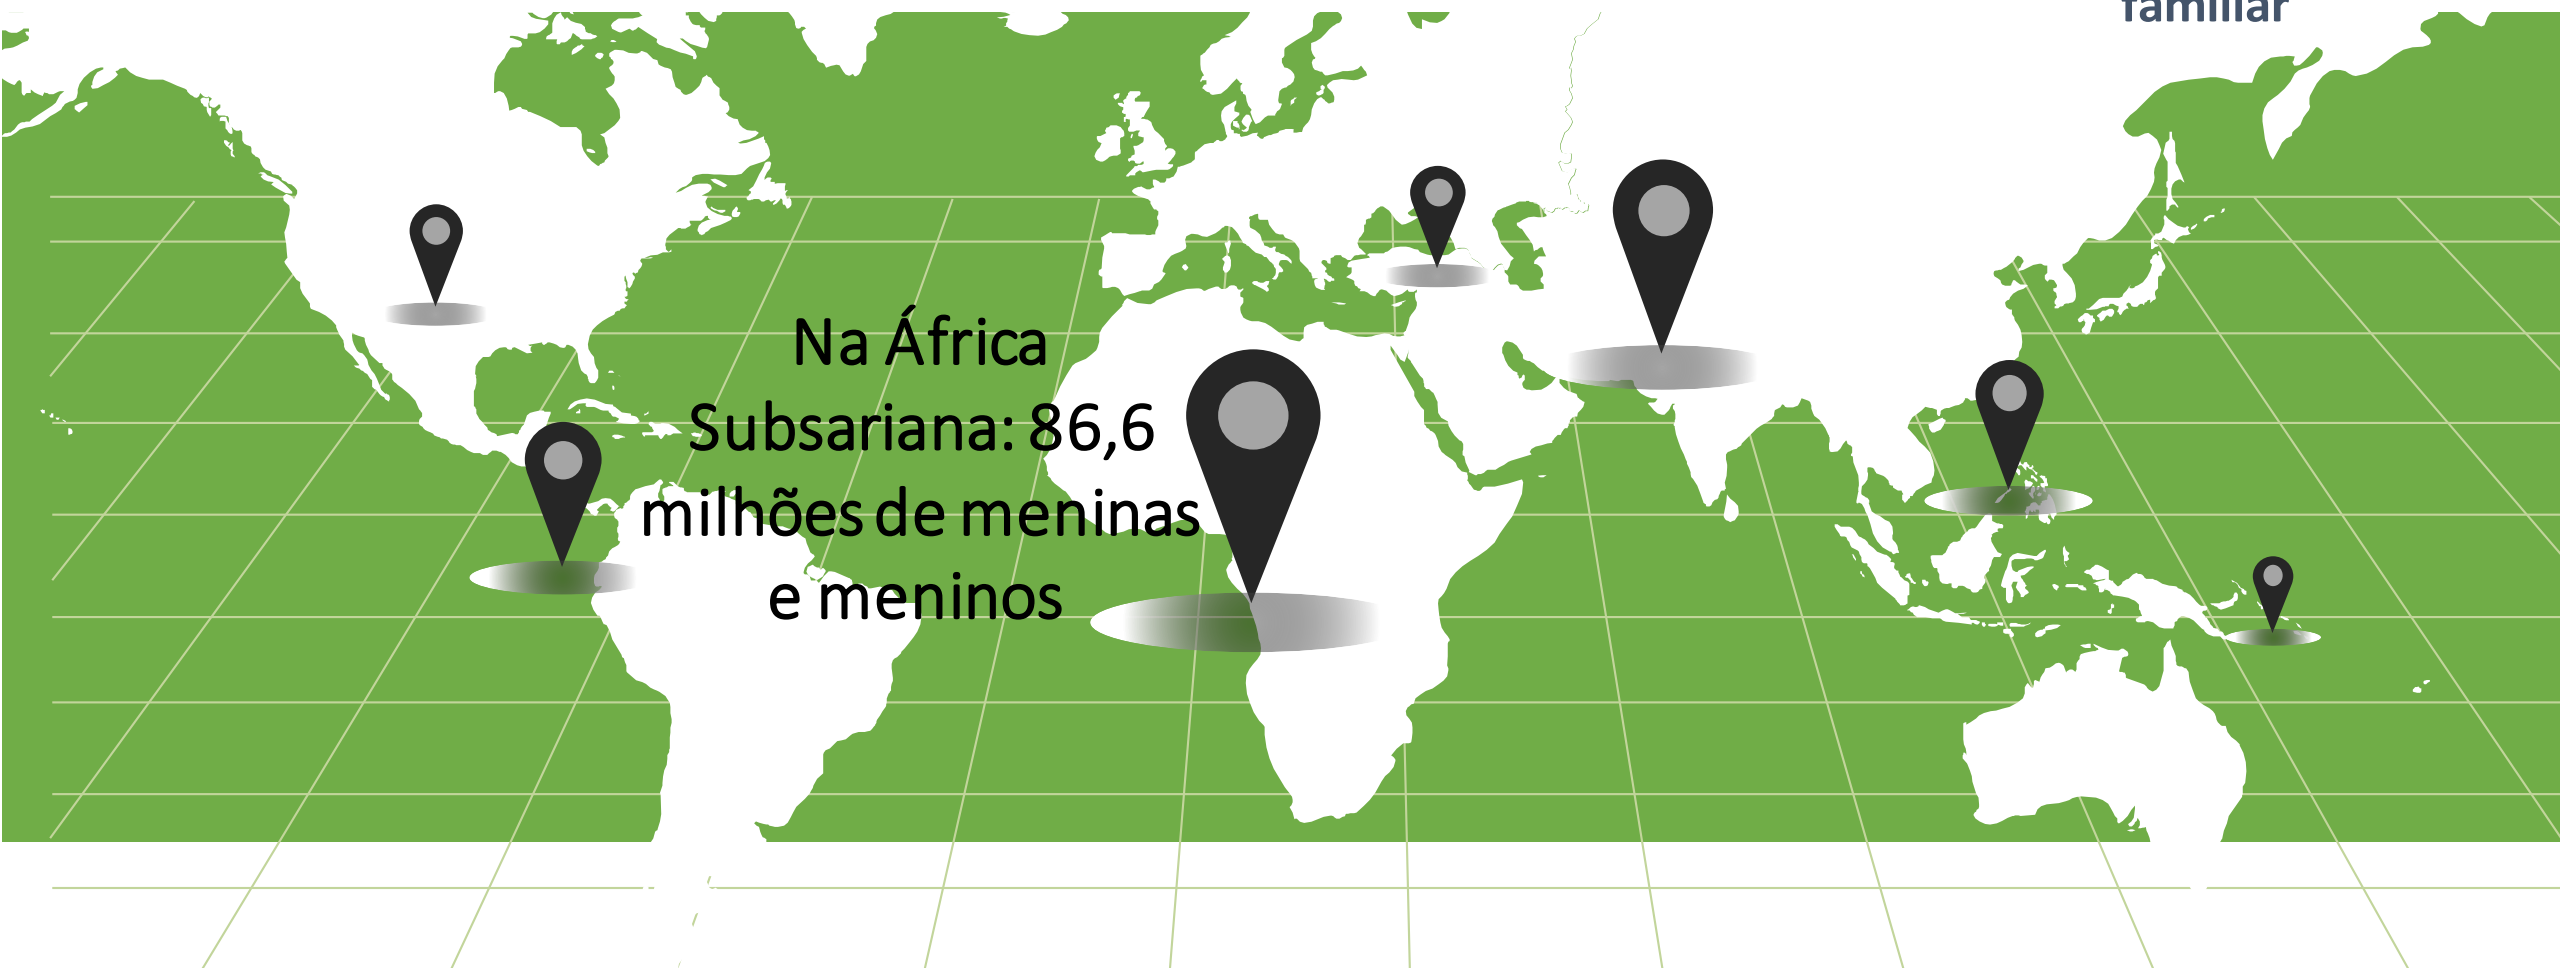 familiar
Na África
Subsariana: 86,6
milhões de meninas
e meninos